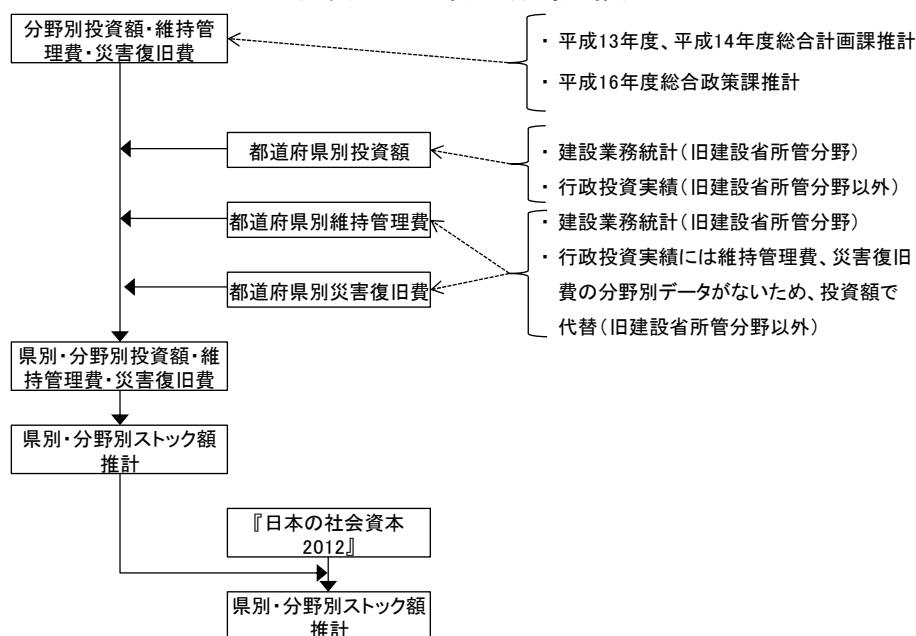 分野別投資額・維持管
理費・災害復旧費
・ 平成13年度、平成14年度総合計画課推計
・ 平成16年度総合政策課推計
都道府県別投資額
・ 建設業務統計(旧建設省所管分野)
・ 行政投資実績(旧建設省所管分野以外)
都道府県別維持管理費
都道府県別災害復旧費
・ 建設業務統計(旧建設省所管分野)
・ 行政投資実績には維持管理費、災害復旧
費の分野別データがないため、投資額で
代替(旧建設省所管分野以外)
県別・分野別投資額・維
持管理費・災害復旧費
県別・分野別ストック額
推計
『日本の社会資本
2012』
県別・分野別ストック額
推計